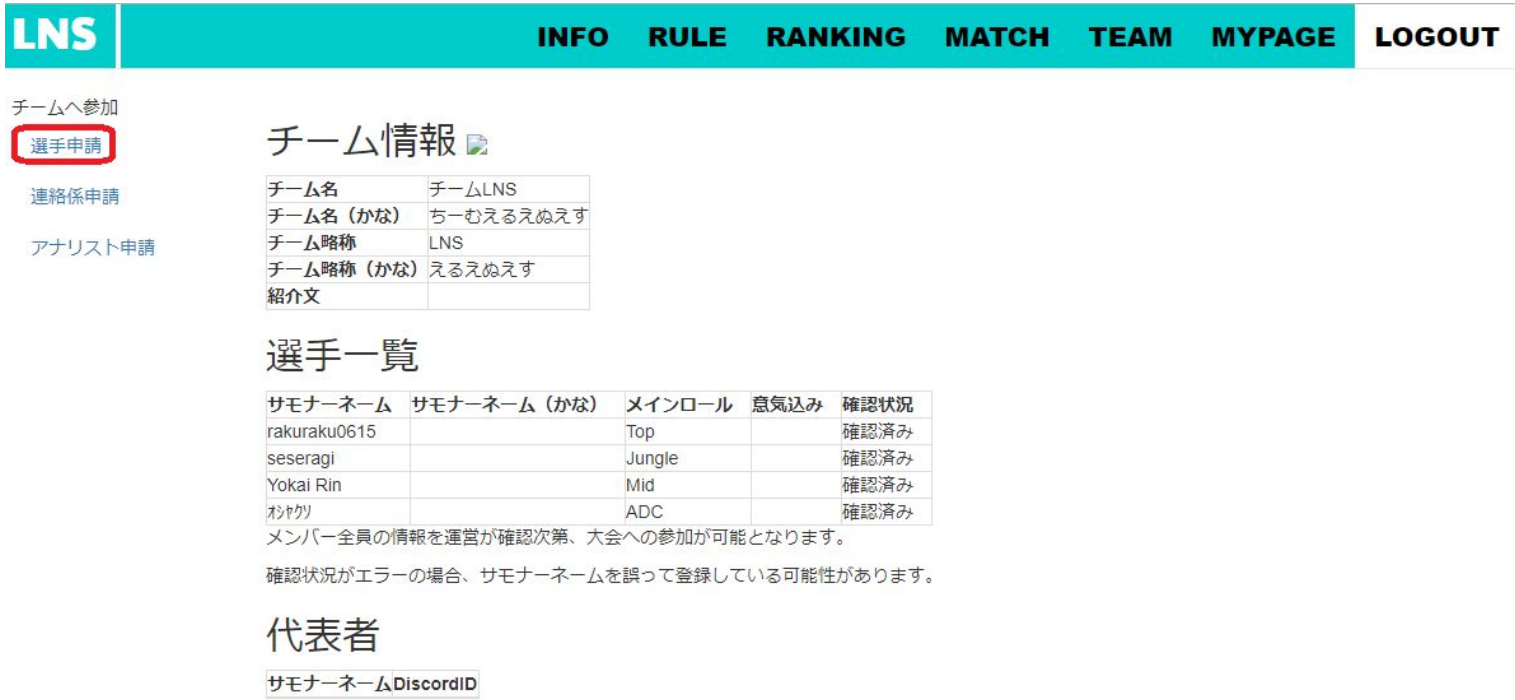 LNS INFO RULE RANKING MATCH TEAM MYPAGE LOGOUT
チームへ参加
選手申請
連絡係申請
アナリスト申請
チーム情報
チーム名 チームLNS
チーム名（かな） ちーむえるえぬえす
チーム略称 LNS
チーム略称（かな） えるえぬえす
紹介文
選手一覧
サモナーネーム サモナーネーム（かな） メインロール 意気込み 確認状況
rakuraku0615 Top 確認済み
seseragi Jungle 確認済み
Yokai Rin Mid 確認済み
ｵｼｬｸﾘ ADC 確認済み
メンバー全員の情報を運営が確認次第、大会への参加が可能となります。
確認状況がエラーの場合、サモナーネームを誤って登録している可能性があります。
代表者
サモナーネーム DiscordID